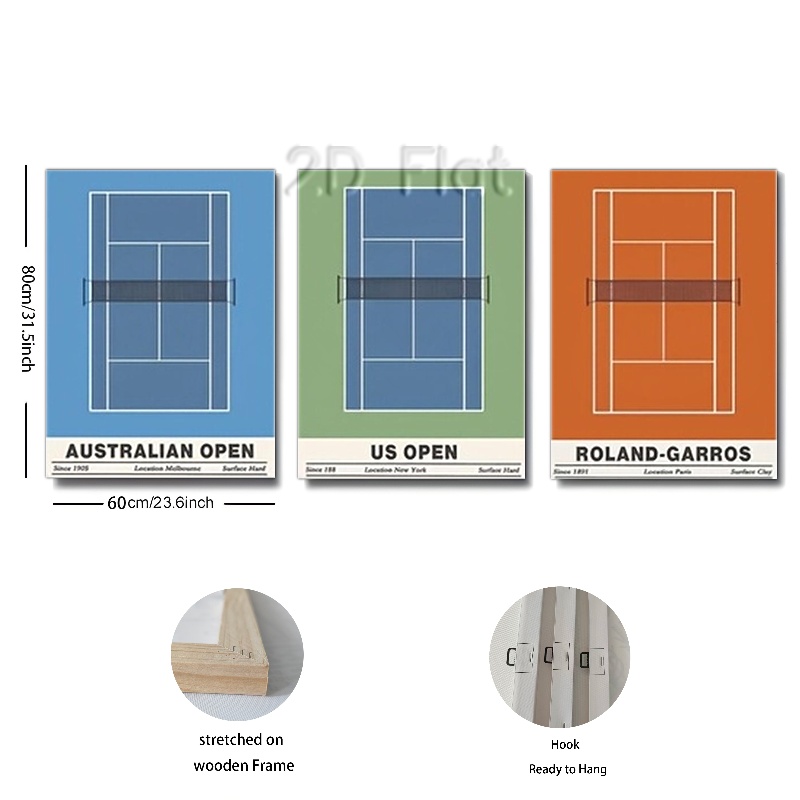 2D Flat
80cm/31.5inch
AUSTRALIAN OPEN
Since 1905 Location Melbourne Surface Hard
US OPEN
Since 188 Location New York Surface Hard
ROLAND-GARROS
Since 1891 Location Paris Surface Clay
60cm/23.6inch
stretched on
wooden Frame
Hook
Ready to Hang